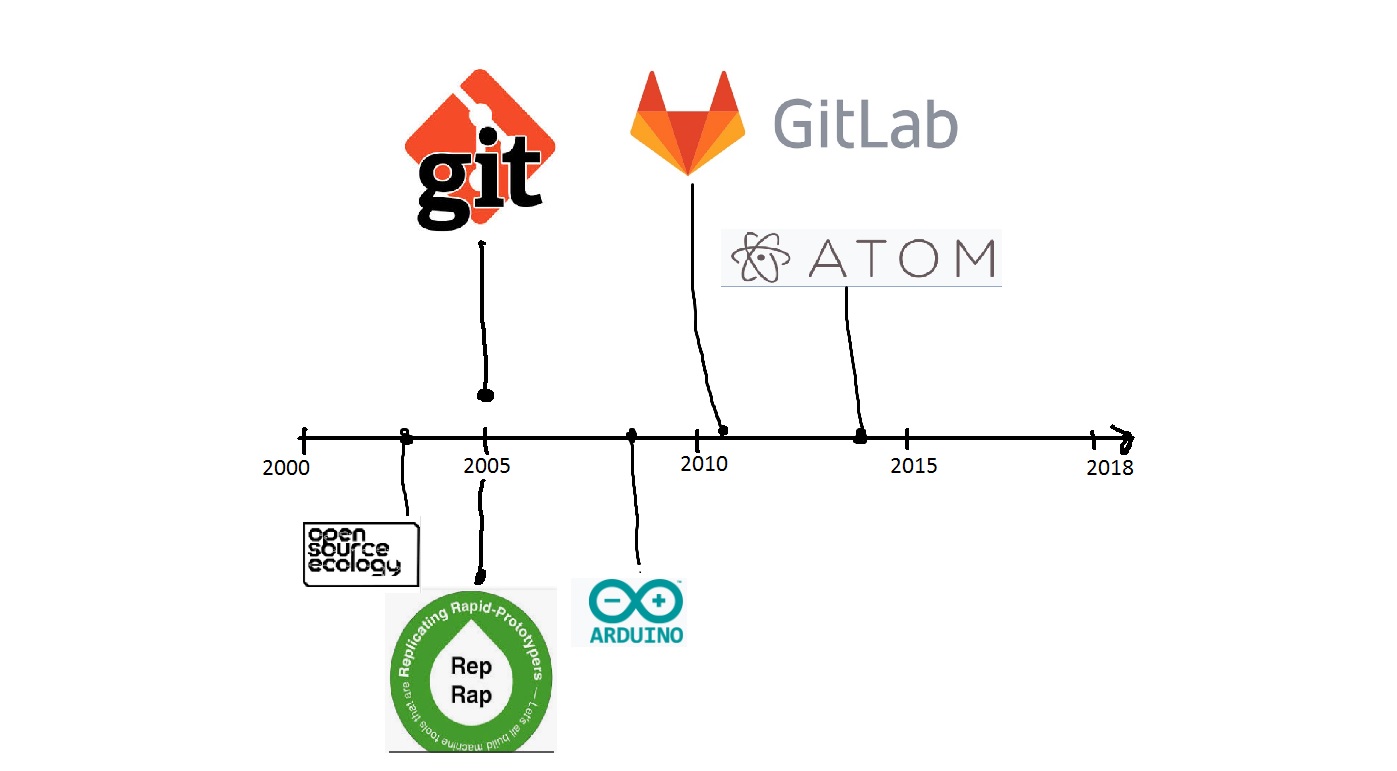 git
GitLab
ATOM
2000
2005
2010
2015
2018
open
source
ecology
Replicating Rapid-Prototypers — Let's all build machine tools that are
Rep
Rap
ARDUINO